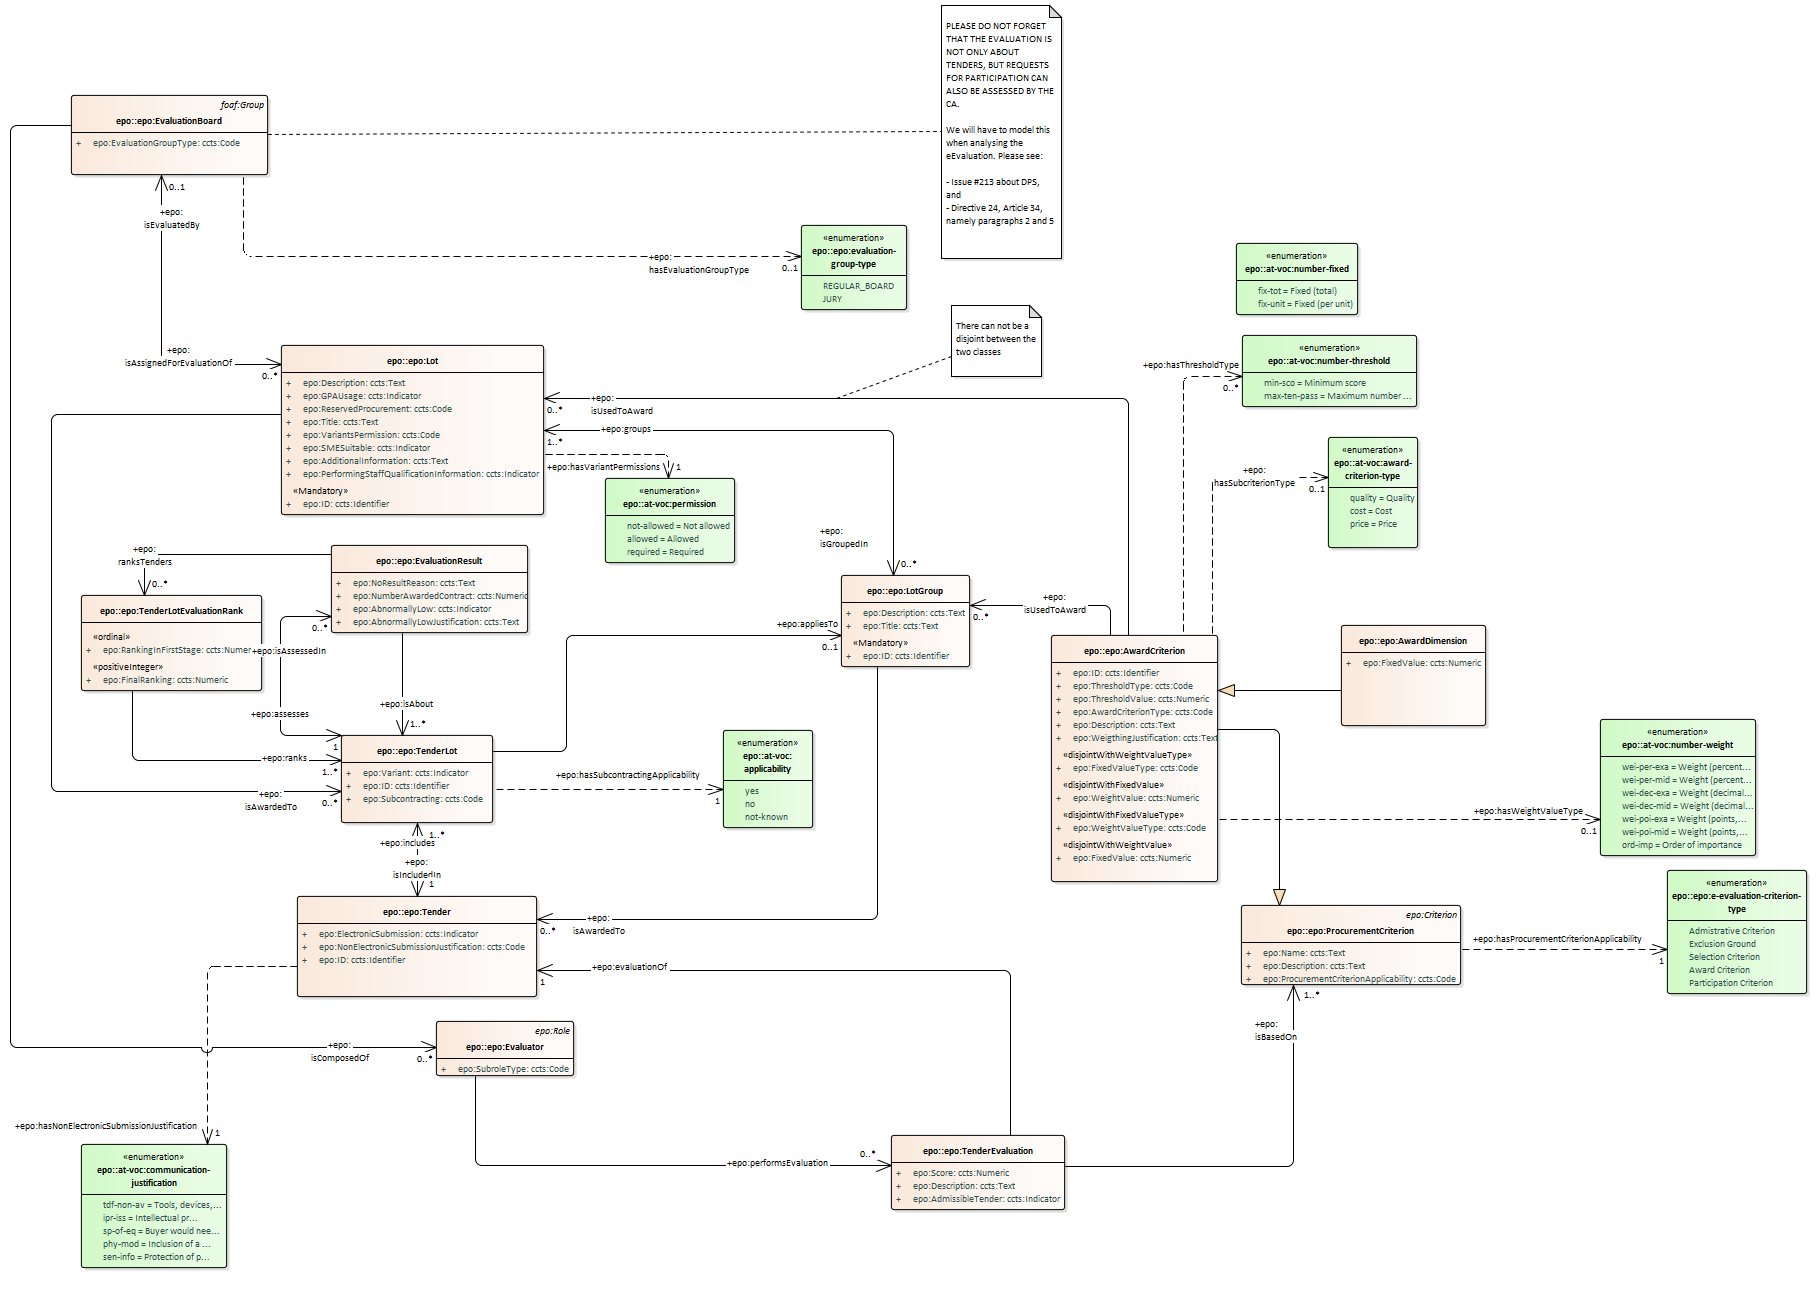 PLEASE DO NOT FORGET
THAT THE EVALUATION IS
NOT ONLY ABOUT
TENDERS, BUT REQUESTS
FOR PARTICIPATION CAN
ALSO BE ASSESSED BY THE
CA.
We will have to model this
when analysing the
eEvaluation. Please see:
- Issue #213 about DPS,
and
- Directive 24, Article 34,
namely paragraphs 2 and 5
foaf:Group
epo::epo:EvaluationBoard
+ epo:EvaluationGroupType: ccts:Code
0..1
+epo:
isEvaluatedBy
+epo:
hasEvaluationGroupType
0..1
«enumeration»
epo::epo:evaluation-
group-type
REGULAR_BOARD
JURY
«enumeration»
epo::at-voc:number-fixed
fix-tot = Fixed (total)
fix-unit = Fixed (per unit)
There can not be a
disjoint between the
two classes
+epo:
isAssignedForEvaluationOf
0..*
epo::epo:Lot
+ epo:Description: ccts:Text
+ epo:GPAUsage: ccts:Indicator
+ epo:ReservedProcurement: ccts:Code
+ epo:Title: ccts:Text
+ epo:VariantsPermission: ccts:Code
+ epo:SMESuitable: ccts:Indicator
+ epo:AdditionalInformation: ccts:Text
+ epo:PerformingStaffQualificationInformation: ccts:Indicator
«Mandatory»
+ epo:ID: ccts:Identifier
+epo:
isUsedToAward
0..*
+epo:groups
1..*
+epo:hasVariantPermissions
1
«enumeration»
epo::at-voc:permission
not-allowed = Not allowed
allowed = Allowed
required = Required
+epo:hasThresholdType
0..*
«enumeration»
epo::at-voc:number-threshold
min-sco = Minimum score
max-ten-pass = Maximum number ...
+epo:
hasSubcriterionType
0..1
«enumeration»
epo::at-voc:award-
criterion-type
quality = Quality
cost = Cost
price = Price
+epo:
isGroupedIn
0..*
+epo:
ranksTenders
0..*
epo::epo:EvaluationResult
+ epo:NoResultReason: ccts:Text
+ epo:NumberAwardedContract: ccts:Numeric
+ epo:AbnormallyLow: ccts:Indicator
+ epo:AbnormallyLowJustification: ccts:Text
epo::epo:TenderLotEvaluationRank
«ordinal»
+ epo:RankingInFirstStage: ccts:Numer
«positiveInteger»
+ epo:FinalRanking: ccts:Numeric
0..*
+epo:isAssessedIn
+epo:assesses
1
+epo:isAbout
1..*
+epo:ranks
1..*
+epo:
isAwardedTo
0..*
epo::epo:LotGroup
+ epo:Description: ccts:Text
+ epo:Title: ccts:Text
«Mandatory»
+ epo:ID: ccts:Identifier
+epo:appliesTo
0..1
+epo:
isUsedToAward
0..*
epo::epo:AwardCriterion
+ epo:ID: ccts:Identifier
+ epo:ThresholdType: ccts:Code
+ epo:ThresholdValue: ccts:Numeric
+ epo:AwardCriterionType: ccts:Code
+ epo:Description: ccts:Text
+ epo:WeigthingJustification: ccts:Text
«disjointWithWeightValueType»
+ epo:FixedValueType: ccts:Code
«disjointWithFixedValue»
+ epo:WeightValue: ccts:Numeric
«disjointWithFixedValueType»
+ epo:WeightValueType: ccts:Code
«disjointWithWeightValue»
+ epo:FixedValue: ccts:Numeric
epo::epo:AwardDimension
+ epo:FixedValue: ccts:Numeric
epo::epo:TenderLot
+ epo:Variant: ccts:Indicator
+ epo:ID: ccts:Identifier
+ epo:Subcontracting: ccts:Code
+epo:hasSubcontractingApplicability
1
«enumeration»
epo::at-voc:
applicability
yes
no
not-known
+epo:hasWeightValueType
0..1
«enumeration»
epo::at-voc:number-weight
wei-per-exa = Weight (percent...
wei-per-mid = Weight (percent...
wei-dec-exa = Weight (decimal...
wei-dec-mid = Weight (decimal...
wei-poi-exa = Weight (points,...
wei-poi-mid = Weight (points,...
ord-imp = Order of importance
1..*
+epo:includes
+epo:
isIncludedIn
1
epo::epo:Tender
+ epo:ElectronicSubmission: ccts:Indicator
+ epo:NonElectronicSubmissionJustification: ccts:Code
+ epo:ID: ccts:Identifier
+epo:
isAwardedTo
0..*
+epo:evaluationOf
1
epo:Criterion
epo::epo:ProcurementCriterion
+ epo:Name: ccts:Text
+ epo:Description: ccts:Text
+ epo:ProcurementCriterionApplicability: ccts:Code
+epo:hasProcurementCriterionApplicability
1
«enumeration»
epo::epo:e-evaluation-criterion-
type
Admistrative Criterion
Exclusion Ground
Selection Criterion
Award Criterion
Participation Criterion
1..*
+epo:
isBasedOn
+epo:
isComposedOf
0..*
epo:Role
epo::epo:Evaluator
+ epo:SubroleType: ccts:Code
+epo:hasNonElectronicSubmissionJustification
1
«enumeration»
epo::at-voc:communication-
justification
tdf-non-av = Tools, devices,...
ipr-iss = Intellectual pr...
sp-of-eq = Buyer would nee...
phy-mod = Inclusion of a ...
sen-info = Protection of p...
+epo:performsEvaluation
0..*
epo::epo:TenderEvaluation
+ epo:Score: ccts:Numeric
+ epo:Description: ccts:Text
+ epo:AdmissibleTender: ccts:Indicator